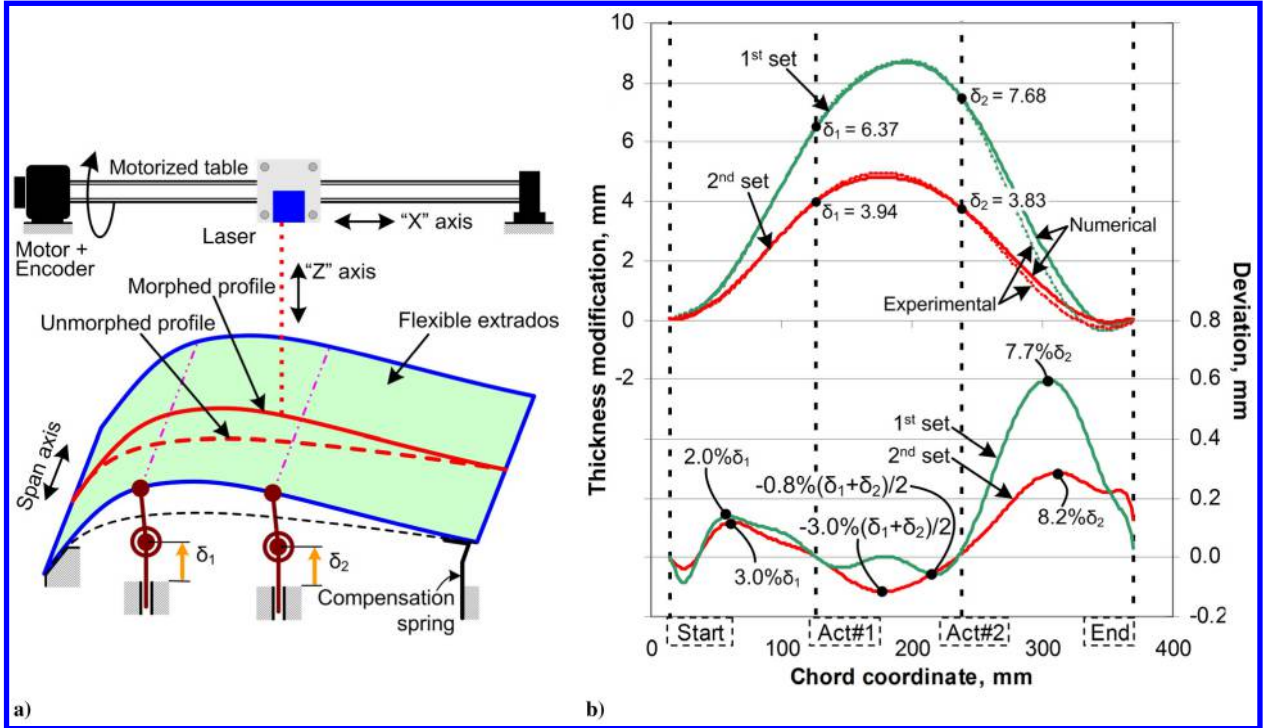 Motorized table
"X" axis
Laser
Motor +
Encoder
"Z" axis
Morphed profile
Unmorphed profile
Flexible extrados
Span axis
δ1
δ2
Compensation
spring
a)
10
8
6
4
2
0
-2
Thickness modification, mm
1st set
δ2 = 7.68
δ1 = 6.37
2nd set
δ1 = 3.94
δ2 = 3.83
Numerical
Experimental
0.8
0.6
0.4
0.2
0.0
-0.2
Deviation, mm
7.7%δ2
1st set
2nd set
2.0%δ1
-0.8%(δ1+δ2)/2
-3.0%(δ1+δ2)/2
8.2%δ2
3.0%δ1
Start
Act#1
Act#2
End
0
100
200
300
400
Chord coordinate, mm
b)